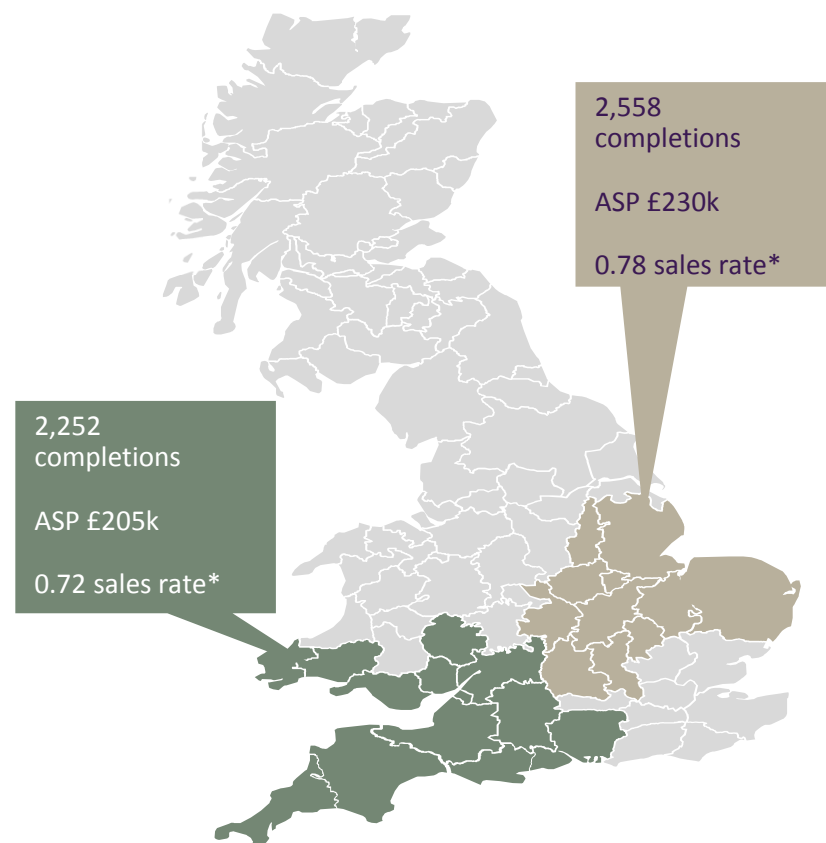 2,558
completions
ASP £230k
0.78 sales rate*
2,252
completions
ASP £205k
0.72 sales rate*